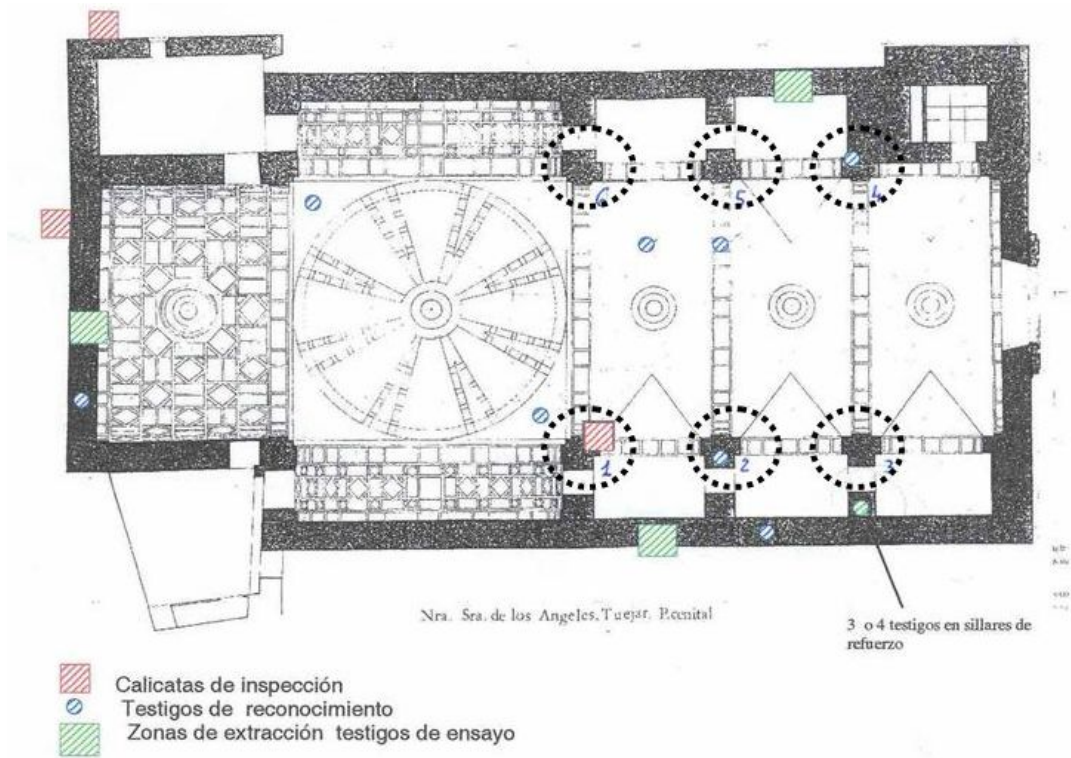 6
5
4
1
2
3
Nra. Sra. de los Angeles. Tuejar. P.cenital
3 o 4 testigos en sillares de
refuerzo
Calicatas de inspección
Testigos de reconocimiento
Zonas de extracción testigos de ensayo